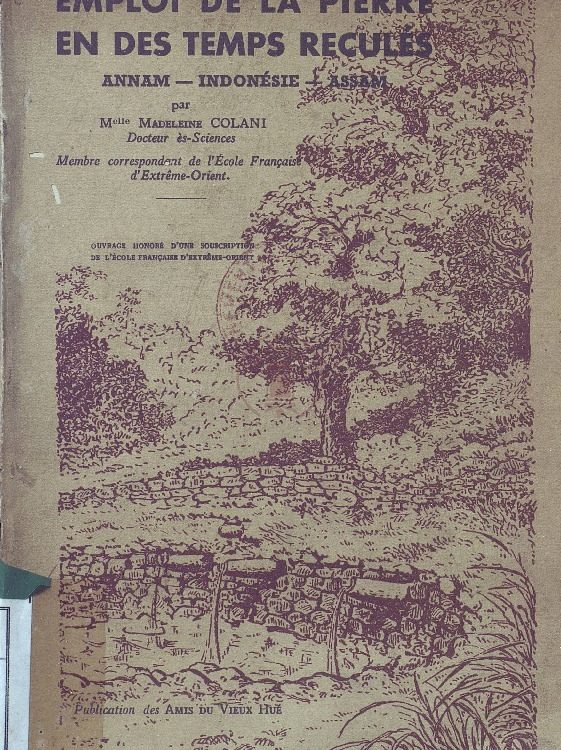 EMPLOI DE LA PIERRE
EN DES TEMPS RECULÉS
ANNAM — INDONÉSIE — ASSAM
par
Melle MADELEINE COLANI
Docteur ès-Sciences
Membre correspondant de l'École Française
d'Extrême-Orient.
OUVRAGE HONORÉ D'UNE SOUSCRIPTION
DE L'ÉCOLE FRANÇAISE D'EXTRÊME-ORIENT
Publication des AMIS DU VIEUX HUÉ